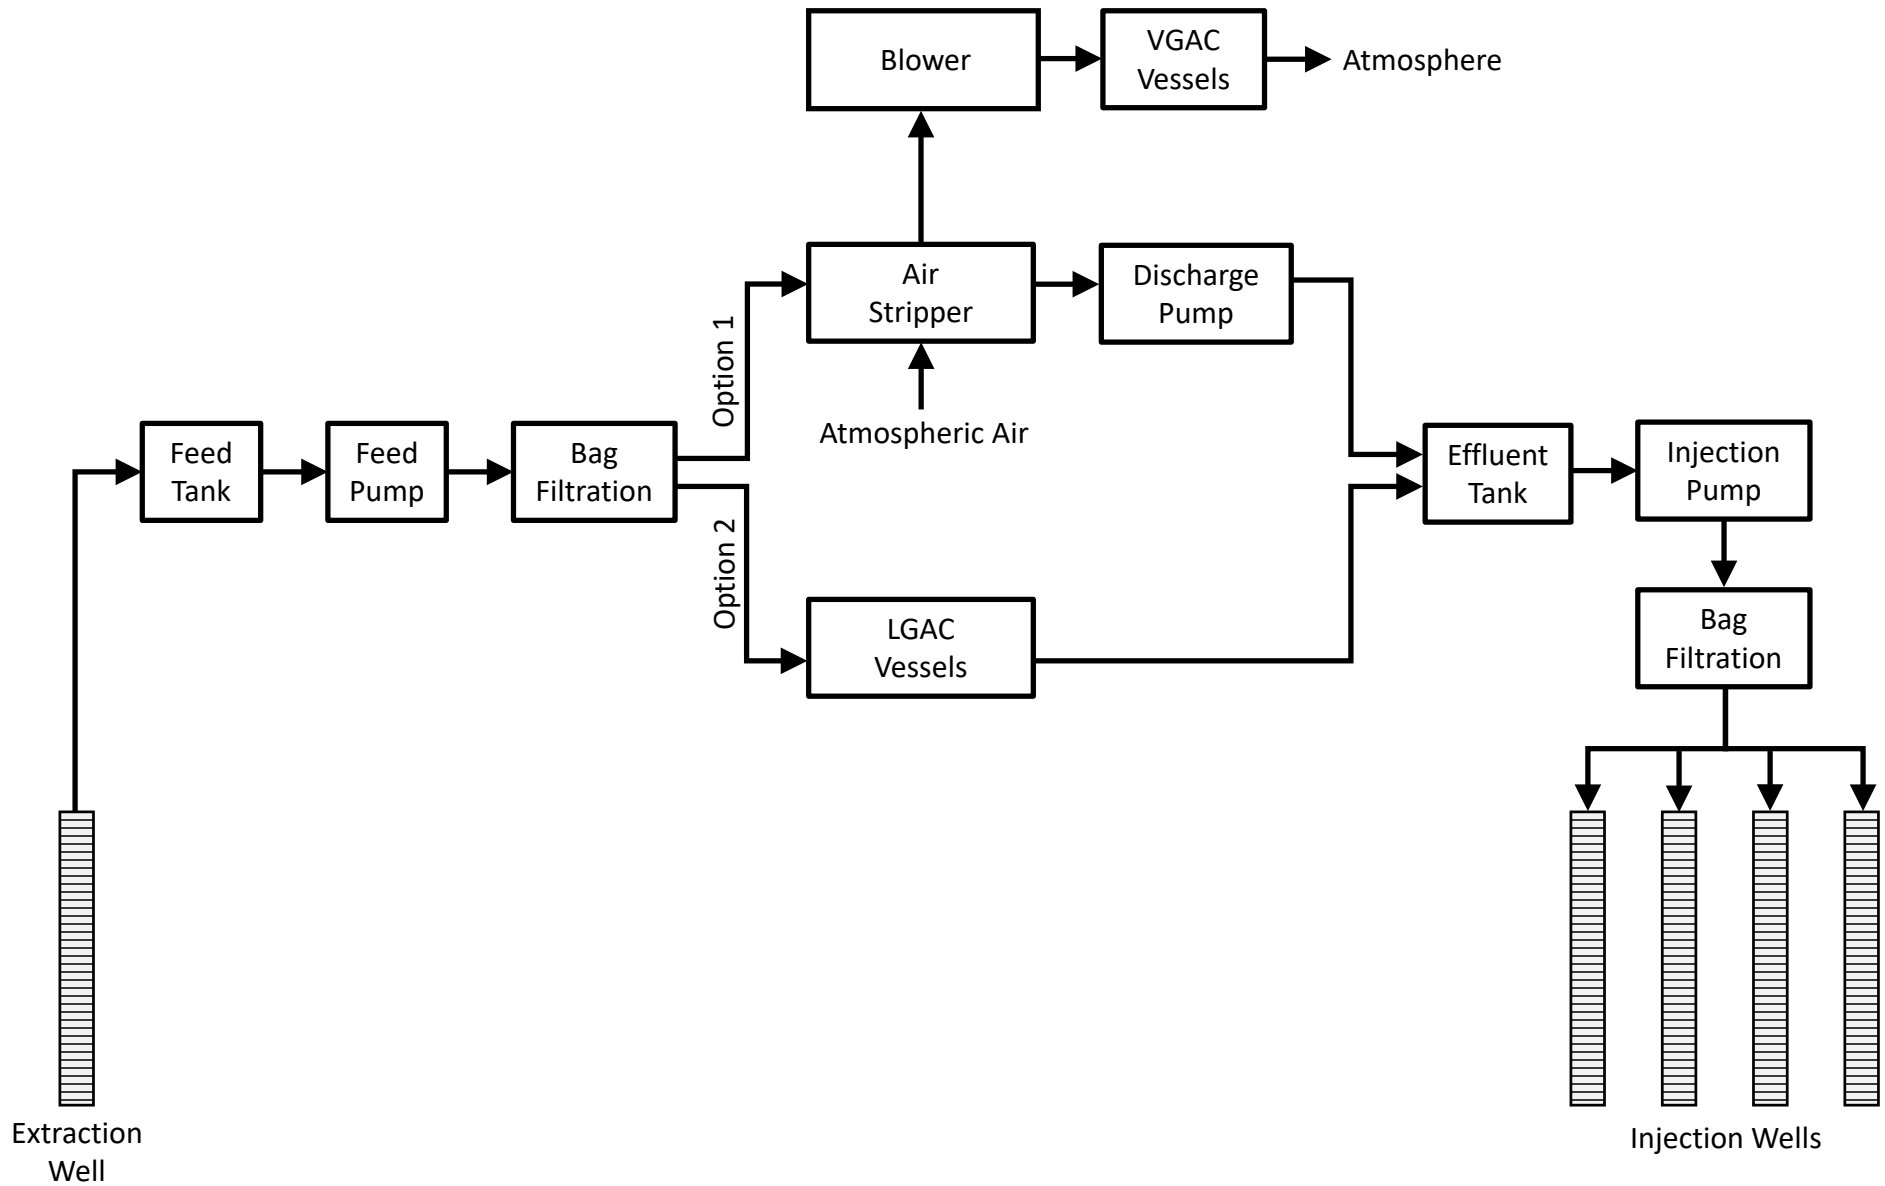 Blower
VGAC
Vessels
Atmosphere
Air
Stripper
Discharge
Pump
Option 1
Atmospheric Air
Feed
Tank
Feed
Pump
Bag
Filtration
Effluent
Tank
Injection
Pump
Option 2
LGAC
Vessels
Bag
Filtration
Extraction
Well
Injection Wells